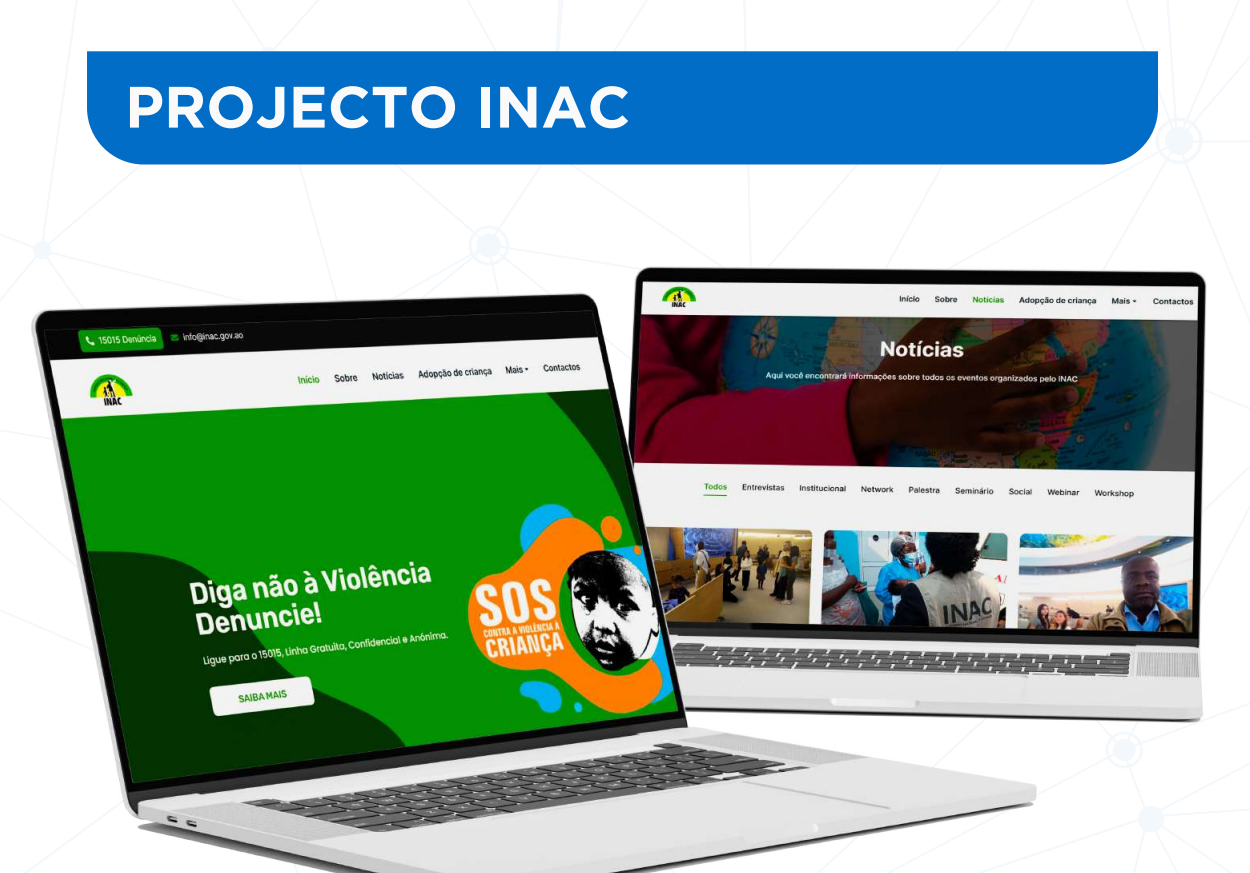 PROJECTO INAC
15015 Denúncia
info@inac.gov.ao
INAC
Início Sobre Notícias Adopção de criança Mais Contactos
Diga não à Violência
Denuncie!
Ligue para o 15015, Linha Gratuita, Confidencial e Anónima.
SAIBA MAIS
SOS
CONTRA A VIOLÊNCIA À
CRIANÇA
INAC
Início Sobre Notícias Adopção de criança Mais Contactos
Notícias
Aqui você encontrará informações sobre todos os eventos organizados pelo INAC
Todos Entrevistas Institucional Network Palestra Seminário Social Webinar Workshop
INAC